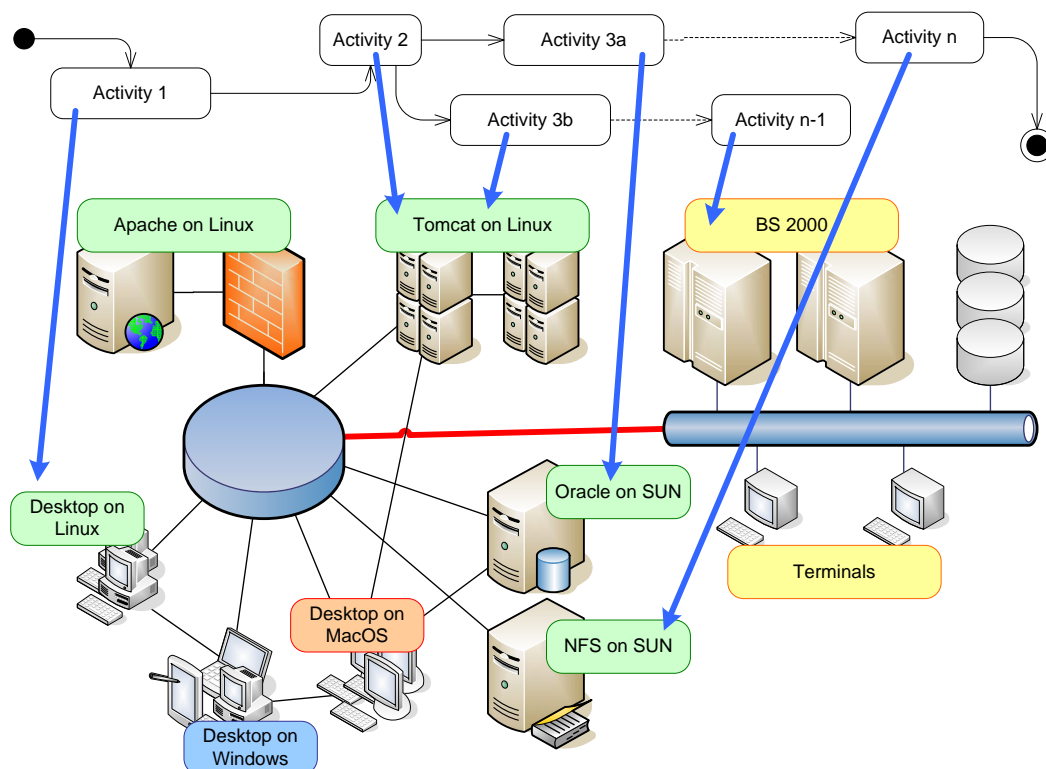 Activity 2
Activity 3a
Activity n
Activity 1
Activity 3b
Activity n-1
Apache on Linux
Tomcat on Linux
BS 2000
Desktop on
Linux
Oracle on SUN
Terminals
Desktop on
MacOS
NFS on SUN
Desktop on
Windows